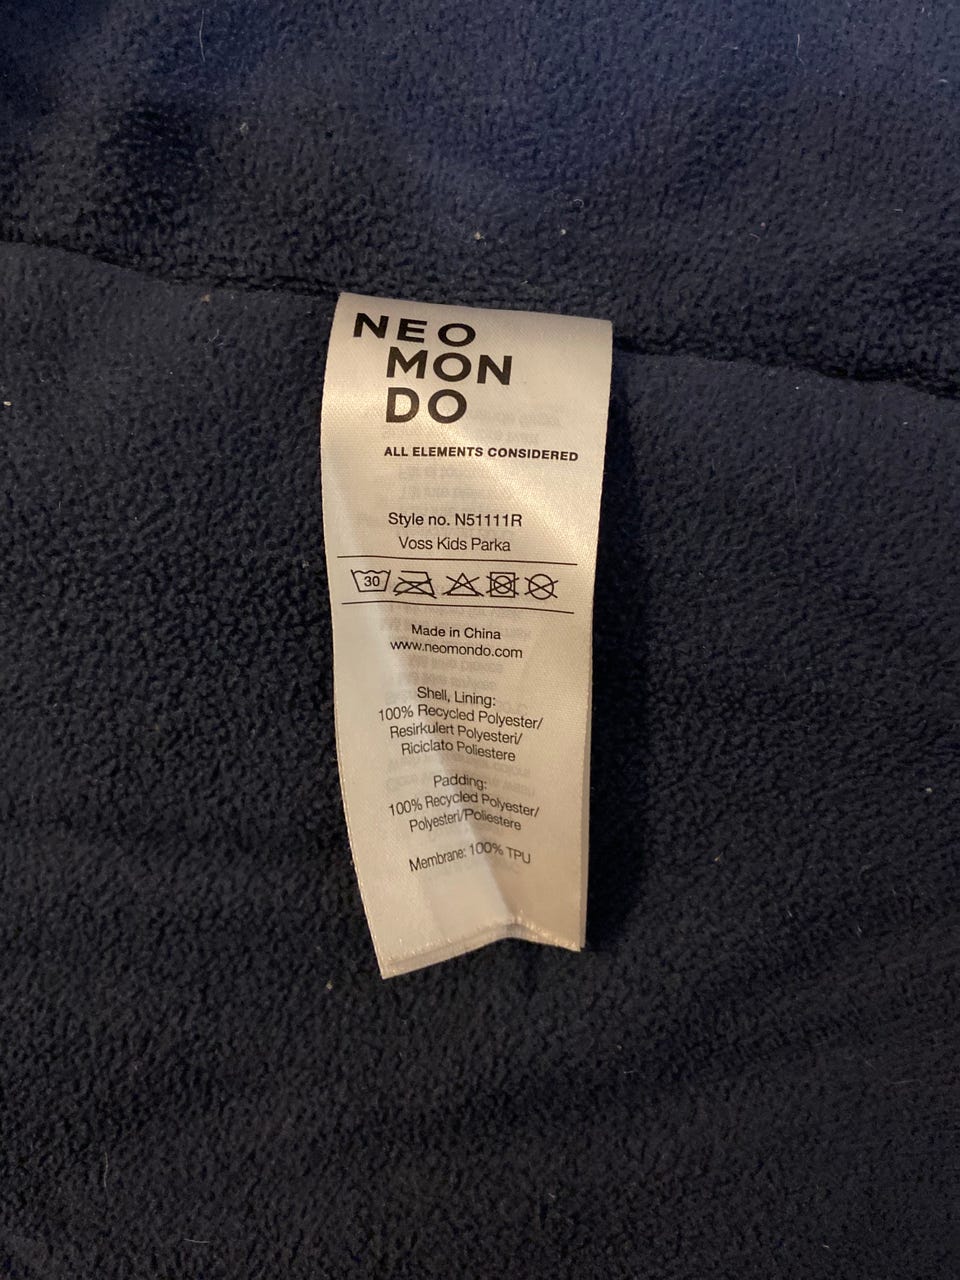 NEO
MON
DO
ALL ELEMENTS CONSIDERED
Style no. N51111R
Voss Kids Parka
30
Made in China
www.neomondo.com
Shell, Lining:
100% Recycled Polyester/
Resirkulert Polyesteri/
Riciclato Poliestere
Padding:
100% Recycled Polyester/
Polyesteri/Poliestere
Membrane: 100% TPU